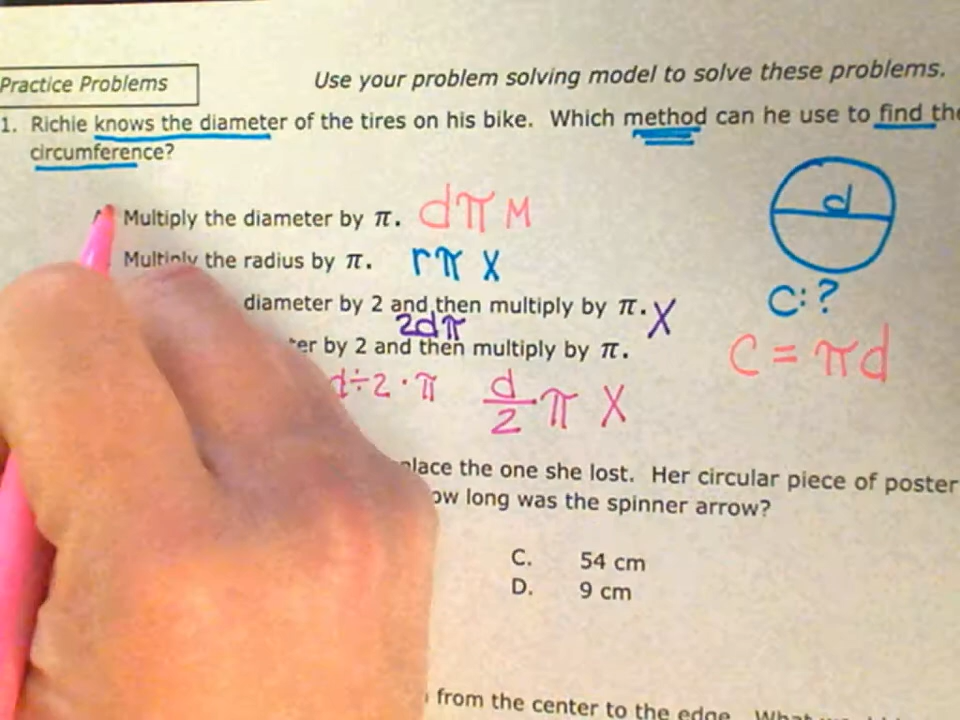 Practice Problems
Use your problem solving model to solve these problems.
1. Richie knows the diameter of the tires on his bike. Which method can he use to find the
circumference?
Multiply the diameter by π. dπ M
Multiply the radius by π. rπ X
diameter by 2 and then multiply by π. X
2dπ
er by 2 and then multiply by π.
d÷2·π d/2·π X
d
C:?
C = πd
place the one she lost. Her circular piece of poster
ow long was the spinner arrow?
C. 54 cm
D. 9 cm
from the center to the edge.